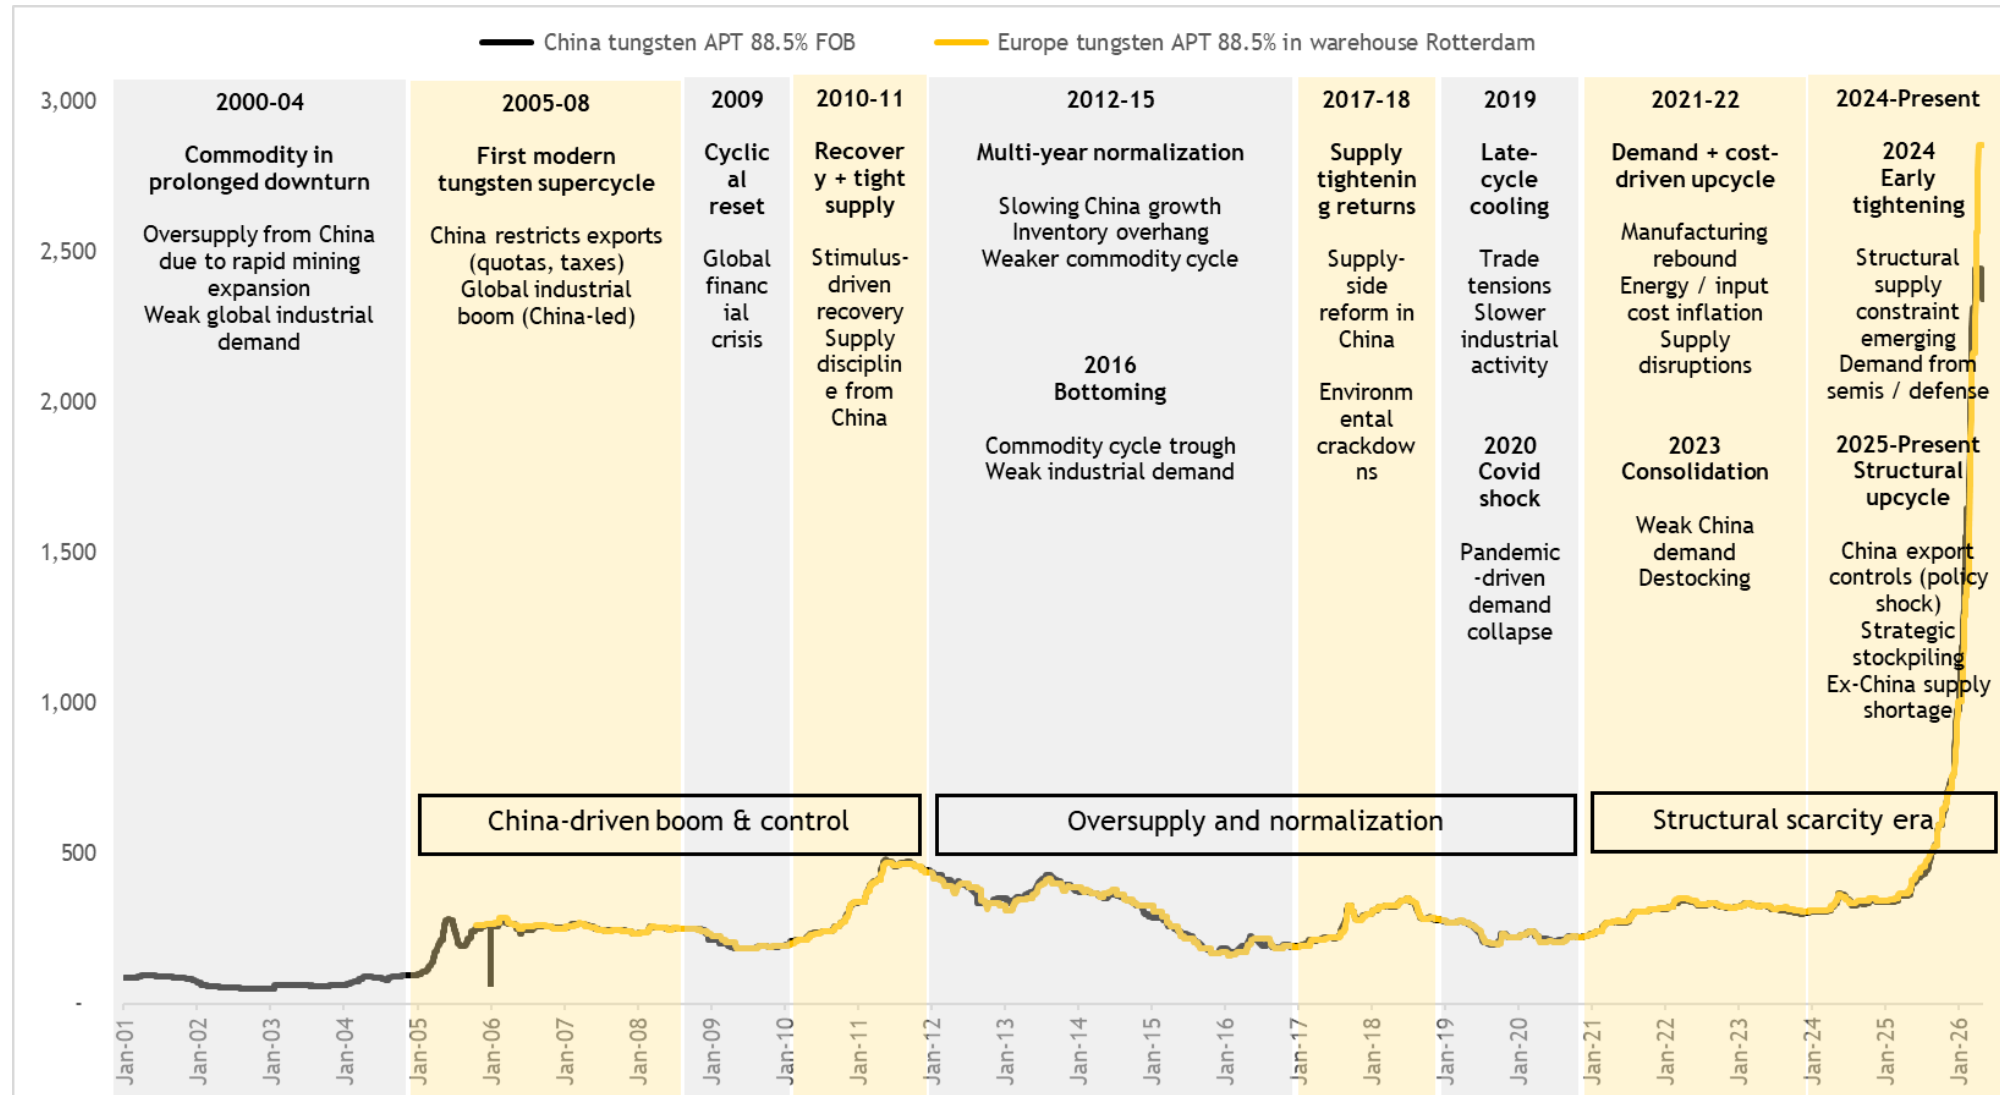 China tungsten APT 88.5% FOB
Europe tungsten APT 88.5% in warehouse Rotterdam
3,000
2,500
2,000
1,500
1,000
500
-
2000-04
Commodity in
prolonged downturn
Oversupply from China
due to rapid mining
expansion
Weak global industrial
demand
2005-08
First modern
tungsten supercycle
China restricts exports
(quotas, taxes)
Global industrial
boom (China-led)
2009
Cyclic
al
reset
Global
financ
ial
crisis
2010-11
Recover
y + tight
supply
Stimulus-
driven
recovery
Supply
disciplin
e from
China
2012-15
Multi-year normalization
Slowing China growth
Inventory overhang
Weaker commodity cycle
2016
Bottoming
Commodity cycle trough
Weak industrial demand
2017-18
Supply
tightenin
g returns
Supply-
side
reform in
China
Environm
ental
crackdow
ns
2019
Late-
cycle
cooling
Trade
tensions
Slower
industrial
activity
2020
Covid
shock
Pandemic
-driven
demand
collapse
2021-22
Demand + cost-
driven upcycle
Manufacturing
rebound
Energy / input
cost inflation
Supply
disruptions
2023
Consolidation
Weak China
demand
Destocking
2024-Present
2024
Early
tightening
Structural
supply
constraint
emerging
Demand from
semis / defense
2025-Present
Structural
upcycle
China export
controls (policy
shock)
Strategic
stockpiling
Ex-China supply
shortage
China-driven boom & control
Oversupply and normalization
Structural scarcity era
Jan-01
Jan-02
Jan-03
Jan-04
Jan-05
Jan-06
Jan-07
Jan-08
Jan-09
Jan-10
Jan-11
Jan-12
Jan-13
Jan-14
Jan-15
Jan-16
Jan-17
Jan-18
Jan-19
Jan-20
Jan-21
Jan-22
Jan-23
Jan-24
Jan-25
Jan-26